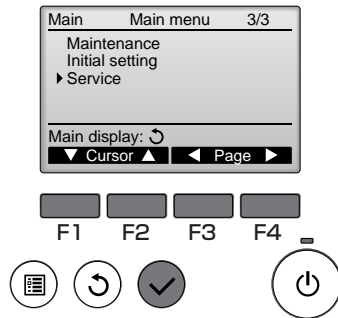 Main Main menu 3/3
Maintenance
Initial setting
Service
Main display:
Cursor Page
F1 F2 F3 F4